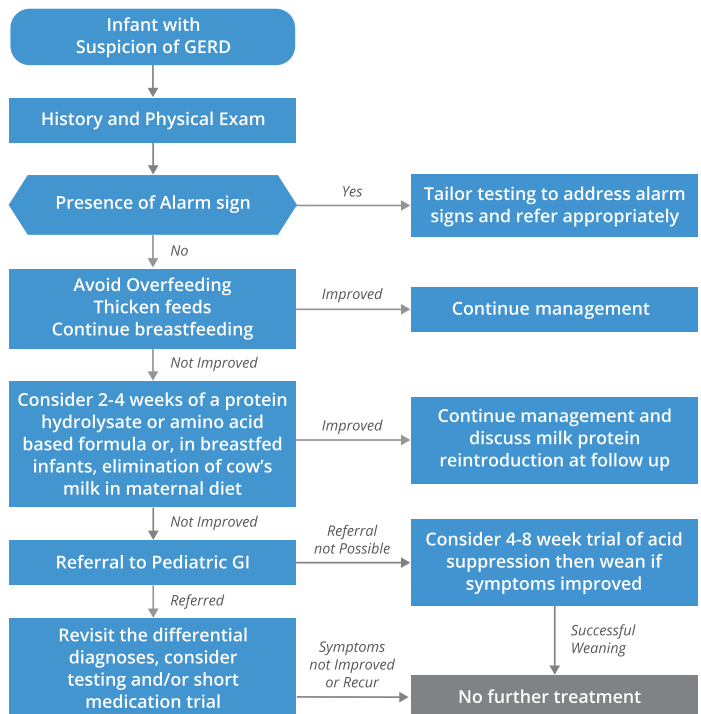 Infant with
Suspicion of GERD
History and Physical Exam
Presence of Alarm sign
Yes
Tailor testing to address alarm
signs and refer appropriately
No
Avoid Overfeeding
Thicken feeds
Continue breastfeeding
Improved
Continue management
Not Improved
Consider 2-4 weeks of a protein
hydrolysate or amino acid
based formula or, in breastfed
infants, elimination of cow’s
milk in maternal diet
Improved
Continue management and
discuss milk protein
reintroduction at follow up
Not Improved
Referral to Pediatric GI
Referral
not Possible
Consider 4-8 week trial of acid
suppression then wean if
symptoms improved
Referred
Successful
Weaning
Revisit the differential
diagnoses, consider
testing and/or short
medication trial
Symptoms
not Improved
or Recur
No further treatment